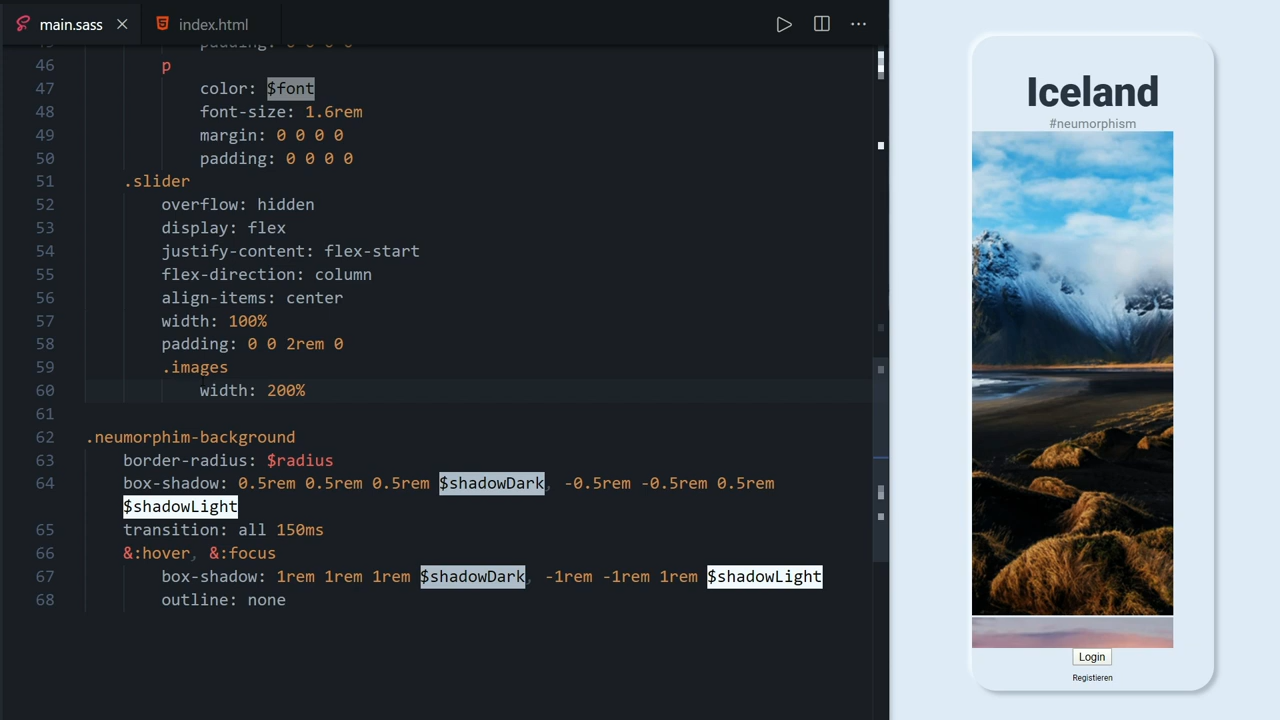 main.sass
index.html
46 p
47 color: $font
48 font-size: 1.6rem
49 margin: 0 0 0 0
50 padding: 0 0 0 0
51 .slider
52 overflow: hidden
53 display: flex
54 justify-content: flex-start
55 flex-direction: column
56 align-items: center
57 width: 100%
58 padding: 0 0 2rem 0
59 .images
60 width: 200%
61
62 .neumorphim-background
63 border-radius: $radius
64 box-shadow: 0.5rem 0.5rem 0.5rem $shadowDark, -0.5rem -0.5rem 0.5rem
$shadowLight
65 transition: all 150ms
66 &:hover, &:focus
67 box-shadow: 1rem 1rem 1rem $shadowDark, -1rem -1rem 1rem $shadowLight
68 outline: none
Iceland
#neumorphism
Login
Registieren